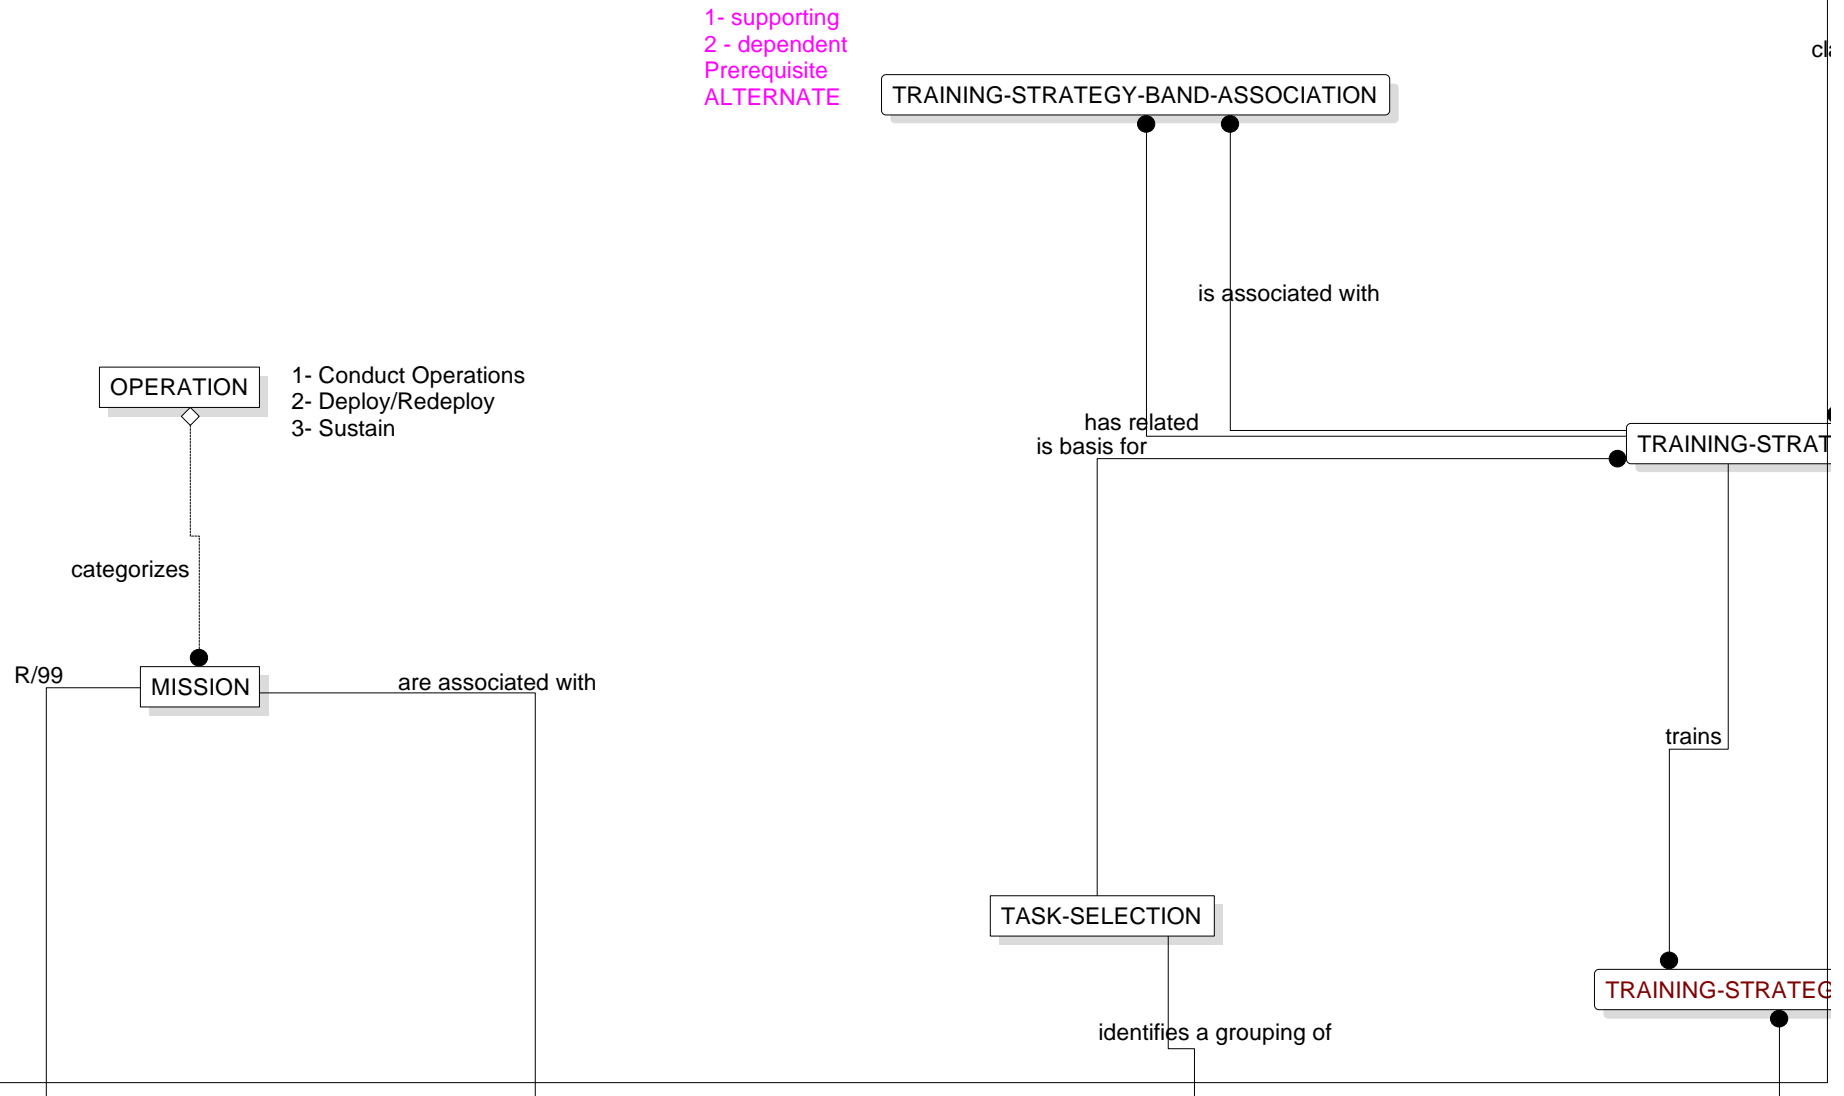 1- supporting
2 - dependent
Prerequisite
ALTERNATE
TRAINING-STRATEGY-BAND-ASSOCIATION
is associated with
OPERATION
1- Conduct Operations
2- Deploy/Redeploy
3- Sustain
has related
is basis for
TRAINING-STRAT
categorizes
R/99
MISSION
are associated with
trains
TASK-SELECTION
TRAINING-STRATEG
identifies a grouping of